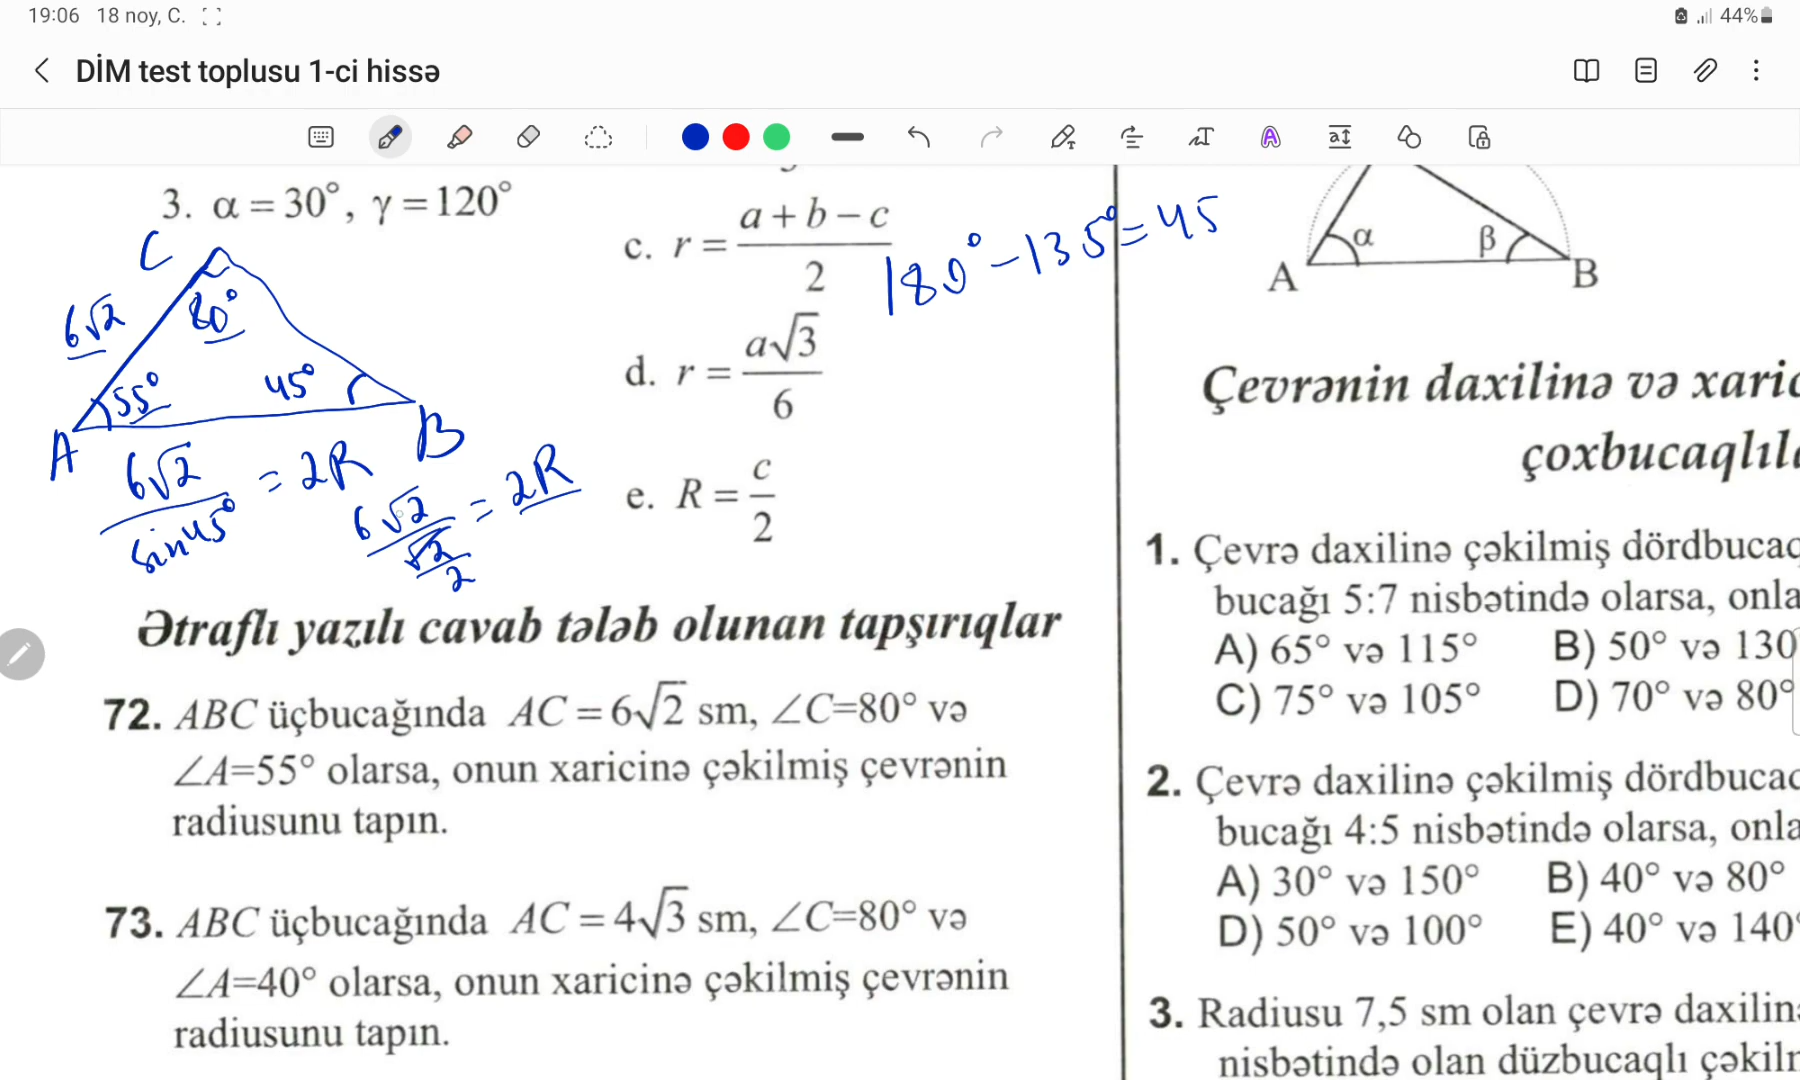 19:06 18 noy, C.
44%
DİM test toplusu 1-ci hissə
3. α = 30°, γ = 120°
c. r = (a + b − c)/2
d. r = a√3/6
e. R = c/2
C
6√2
80°
55°
45°
A
B
6√2/sin45° = 2R
6√2/(√2/2) = 2R
180° − 135° = 45
Ətraflı yazılı cavab tələb olunan tapşırıqlar
72. ABC üçbucağında AC = 6√2 sm, ∠C=80° və
∠A=55° olarsa, onun xaricinə çəkilmiş çevrənin
radiusunu tapın.
73. ABC üçbucağında AC = 4√3 sm, ∠C=80° və
∠A=40° olarsa, onun xaricinə çəkilmiş çevrənin
radiusunu tapın.
α β
A B
Çevrənin daxilinə və xaric
çoxbucaqlıl
1. Çevrə daxilinə çəkilmiş dördbucaq
bucağı 5:7 nisbətində olarsa, onla
A) 65° və 115° B) 50° və 130
C) 75° və 105° D) 70° və 80°
2. Çevrə daxilinə çəkilmiş dördbucaq
bucağı 4:5 nisbətində olarsa, onla
A) 30° və 150° B) 40° və 80°
D) 50° və 100° E) 40° və 140°
3. Radiusu 7,5 sm olan çevrə daxilin
nisbətində olan düzbucaqlı çəkil